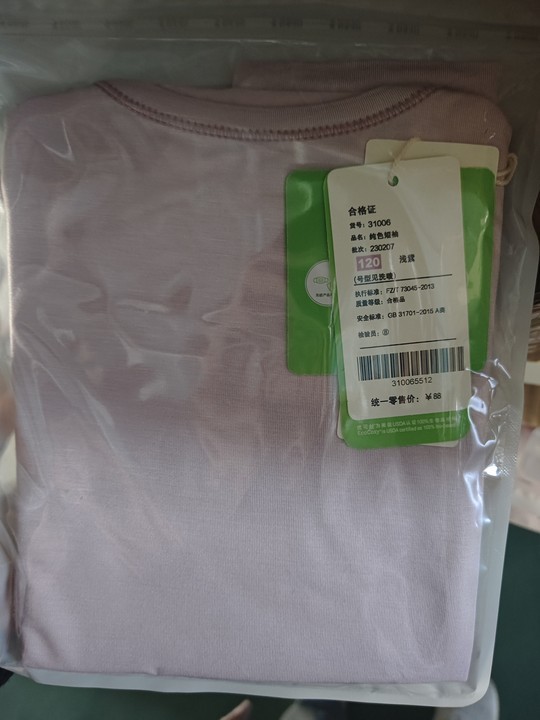 合格证
货号: 31006
品名: 纯色短袖
批次: 230207
120 浅霞
(号型见洗唛)
执行标准: FZ/T 73045-2013
质量等级: 合格品
安全标准: GB 31701-2015 A类
检验员:
310065512
统一零售价: ￥88